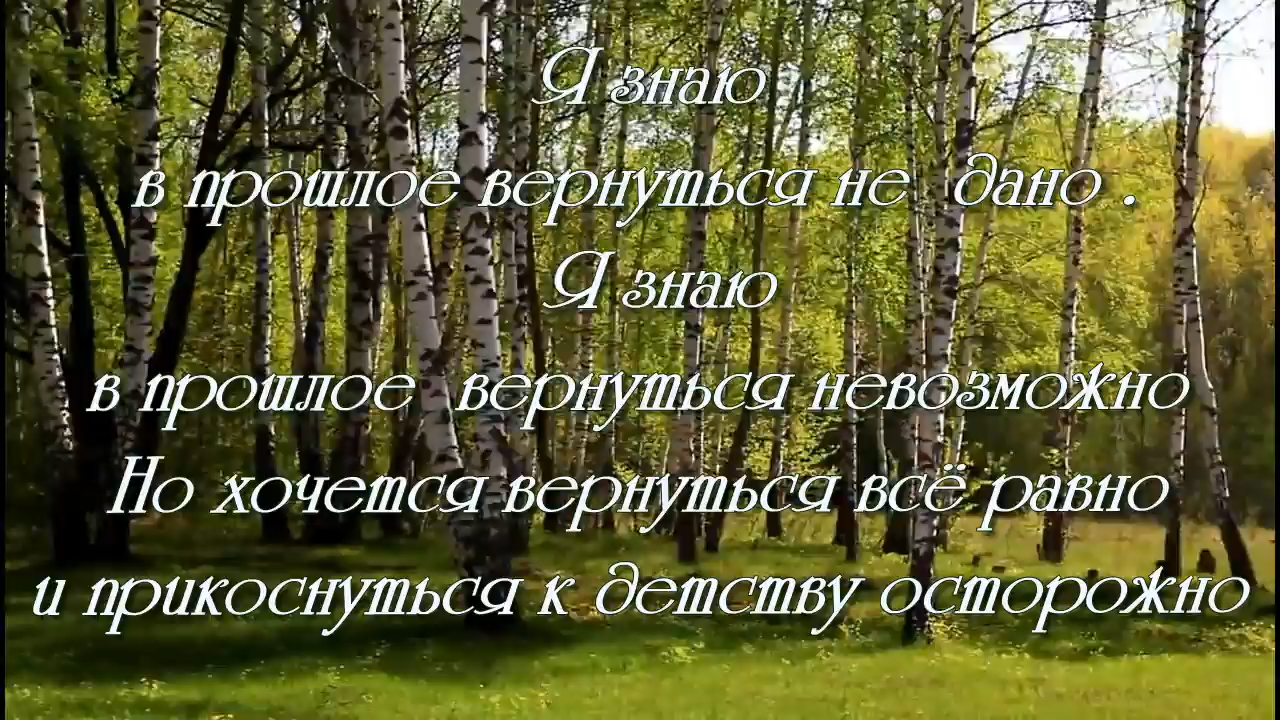 Я знаю
в прошлое вернуться не  дано .
Я знаю
в прошлое  вернуться невозможно
Но хочется вернуться всё равно
и прикоснуться к детству осторожно